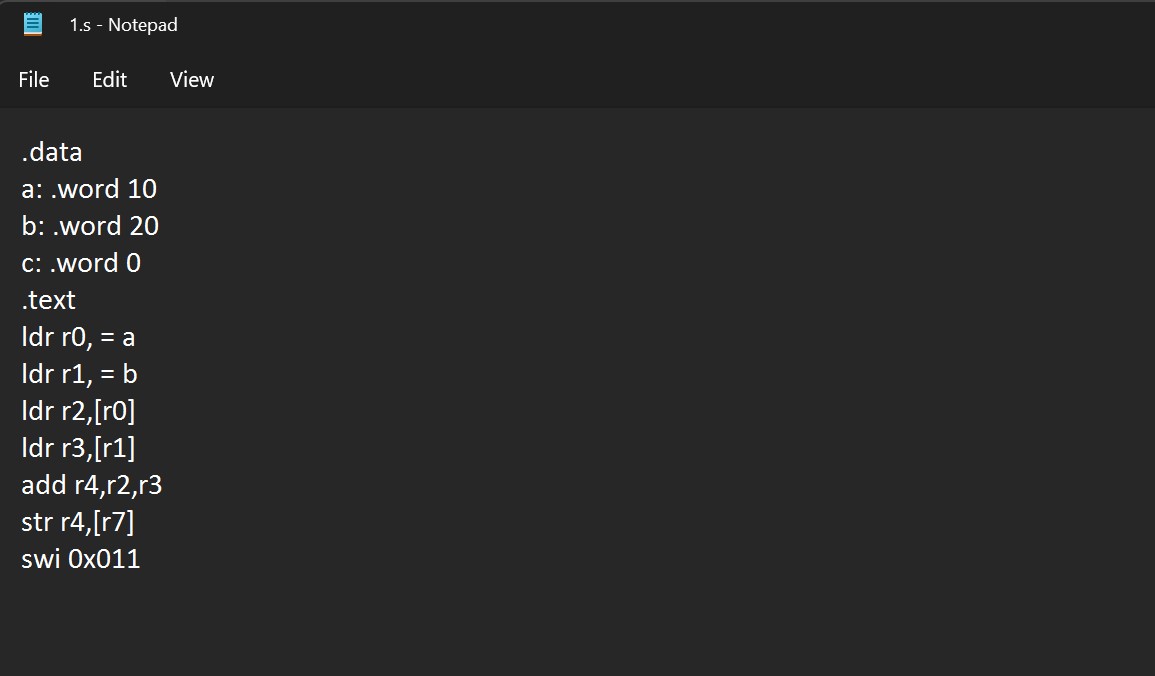 1.s - Notepad
File Edit View
.data
a: .word 10
b: .word 20
c: .word 0
.text
ldr r0, = a
ldr r1, = b
ldr r2,[r0]
ldr r3,[r1]
add r4,r2,r3
str r4,[r7]
swi 0x011